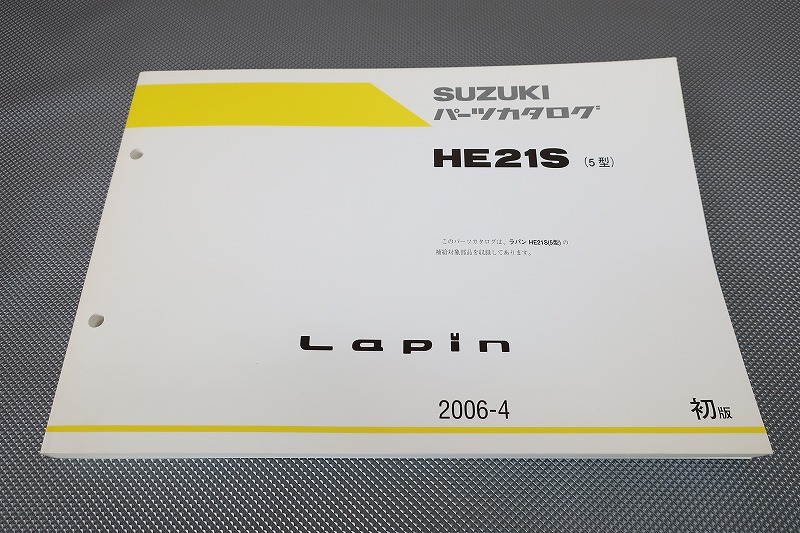 SUZUKI
パーツカタログ
HE21S (5型)
このパーツカタログは、ラパン HE21S(5型) の
補給対象部品を収録してあります。
Lapin
2006-4 初版